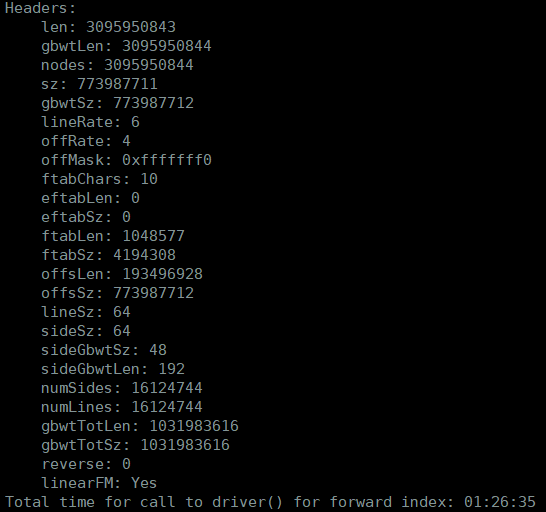 Headers:
    len: 3095950843
    gbwtLen: 3095950844
    nodes: 3095950844
    sz: 773987711
    gbwtSz: 773987712
    lineRate: 6
    offRate: 4
    offMask: 0xfffffff0
    ftabChars: 10
    eftabLen: 0
    eftabSz: 0
    ftabLen: 1048577
    ftabSz: 4194308
    offsLen: 193496928
    offsSz: 773987712
    lineSz: 64
    sideSz: 64
    sideGbwtSz: 48
    sideGbwtLen: 192
    numSides: 16124744
    numLines: 16124744
    gbwtTotLen: 1031983616
    gbwtTotSz: 1031983616
    reverse: 0
    linearFM: Yes
Total time for call to driver() for forward index: 01:26:35